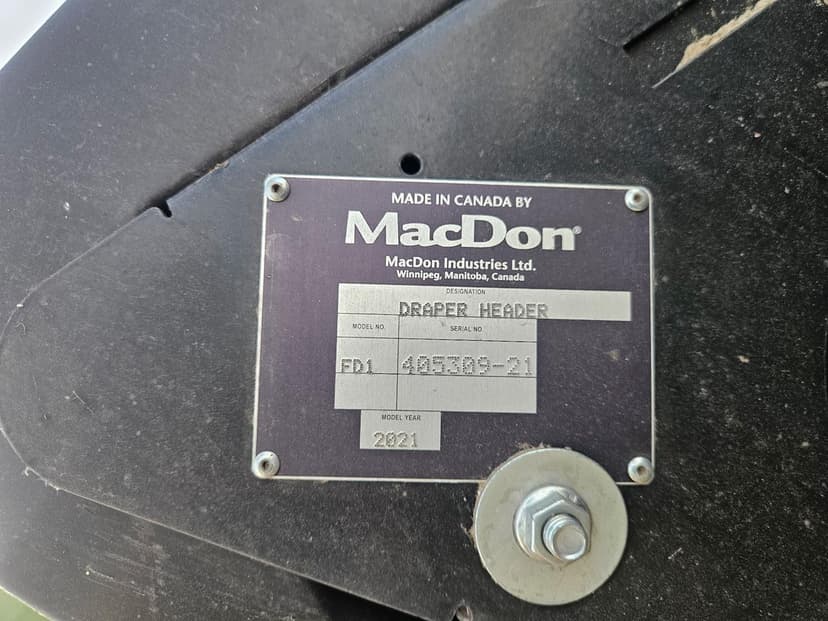 MADE IN CANADA BY
MacDon®
MacDon Industries Ltd.
Winnipeg, Manitoba, Canada
DESIGNATION
DRAPER HEADER
MODEL NO. SERIAL NO.
FD1 405309-21
MODEL YEAR
2021